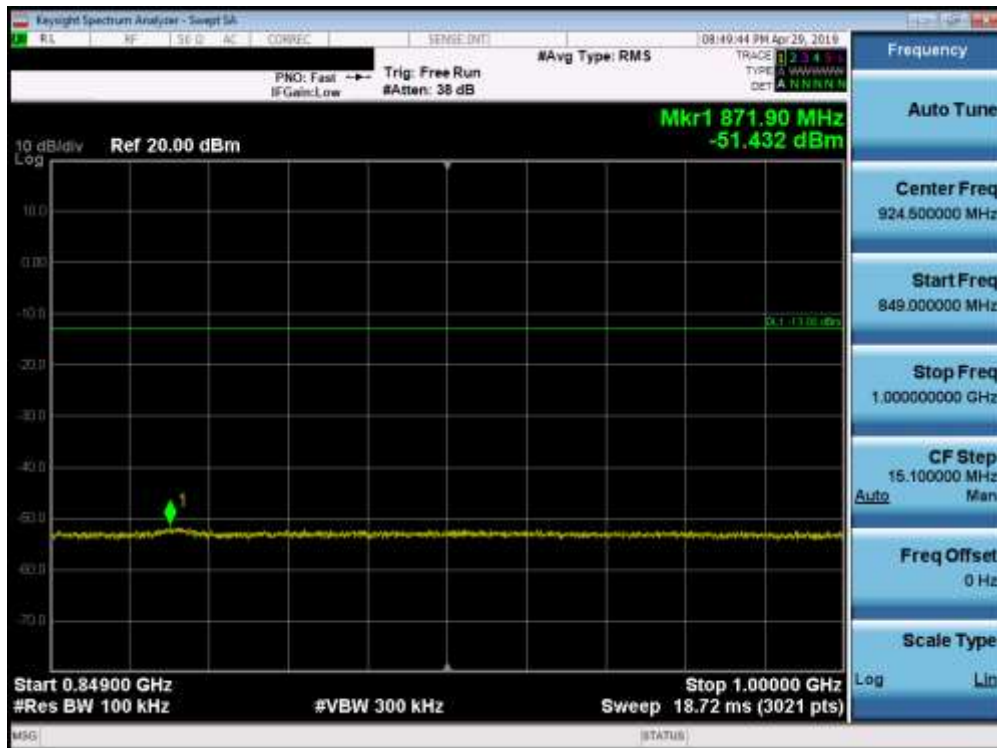 Keysight Spectrum Analyzer - Swept SA
RL RF 50 Ω AC CORREC SENSE:INT 08:49:44 PM Apr 29, 2019
Frequency
#Avg Type: RMS
TRACE 1 2 3 4 5 6
PNO: Fast Trig: Free Run
TYPE A WWWWW
IFGain:Low #Atten: 38 dB
DET A N N N N N
Auto Tune
Mkr1 871.90 MHz
-51.432 dBm
10 dB/div Ref 20.00 dBm
Log
10.0
0.00
-10.0
DL1 -13.00 dBm
-20.0
-30.0
-40.0
1
-50.0
-60.0
-70.0
Center Freq
924.500000 MHz
Start Freq
849.000000 MHz
Stop Freq
1.000000000 GHz
CF Step
15.100000 MHz
Auto Man
Freq Offset
0 Hz
Scale Type
Log Lin
Start 0.84900 GHz Stop 1.00000 GHz
#Res BW 100 kHz #VBW 300 kHz Sweep 18.72 ms (3021 pts)
MSG STATUS